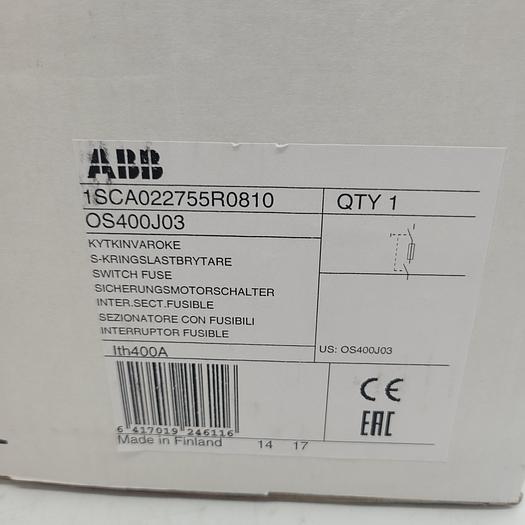 ABB
1SCA022755R0810
QTY 1
OS400J03
KYTKINVAROKE
S-KRINGSLASTBRYTARE
SWITCH FUSE
SICHERUNGSMOTORSCHALTER
INTER.SECT.FUSIBLE
SEZIONATORE CON FUSIBILI
INTERRUPTOR FUSIBLE
Ith400A
US: OS400J03
6 417019 246116
Made in Finland 14 17
CE
EAC